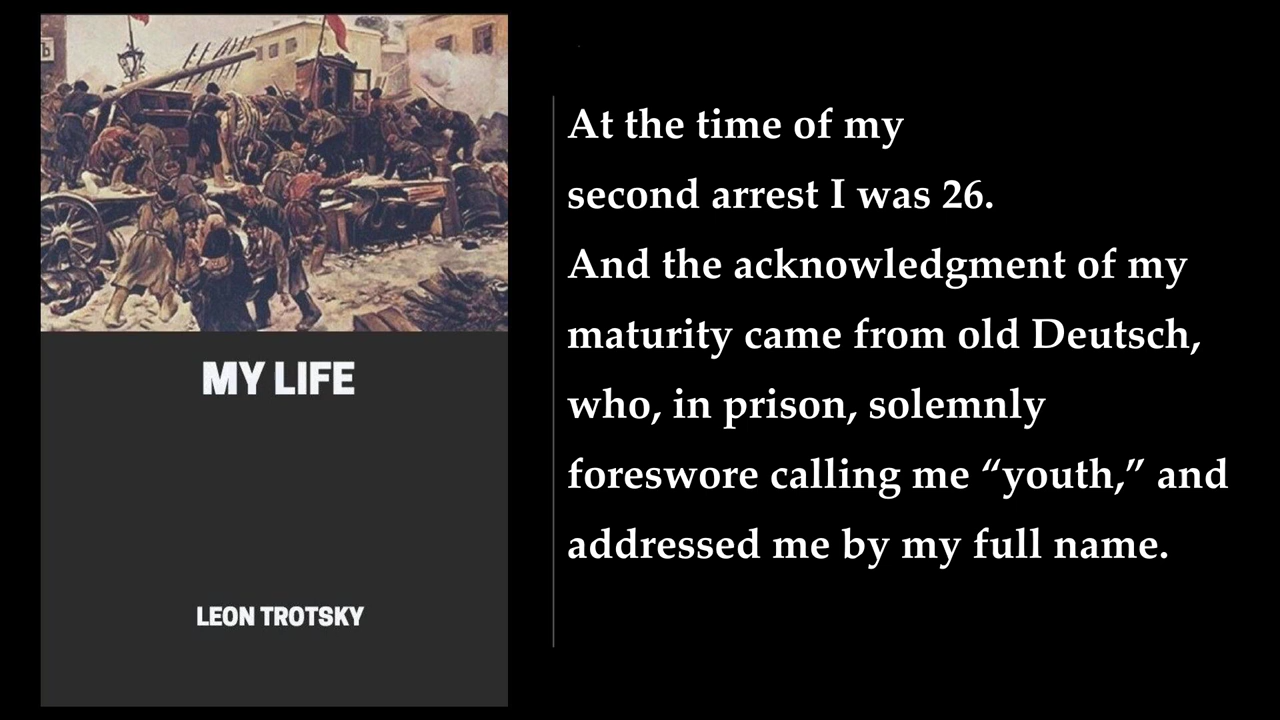 MY LIFE
LEON TROTSKY
At the time of my
second arrest I was 26.
And the acknowledgment of my
maturity came from old Deutsch,
who, in prison, solemnly
foreswore calling me “youth,” and
addressed me by my full name.